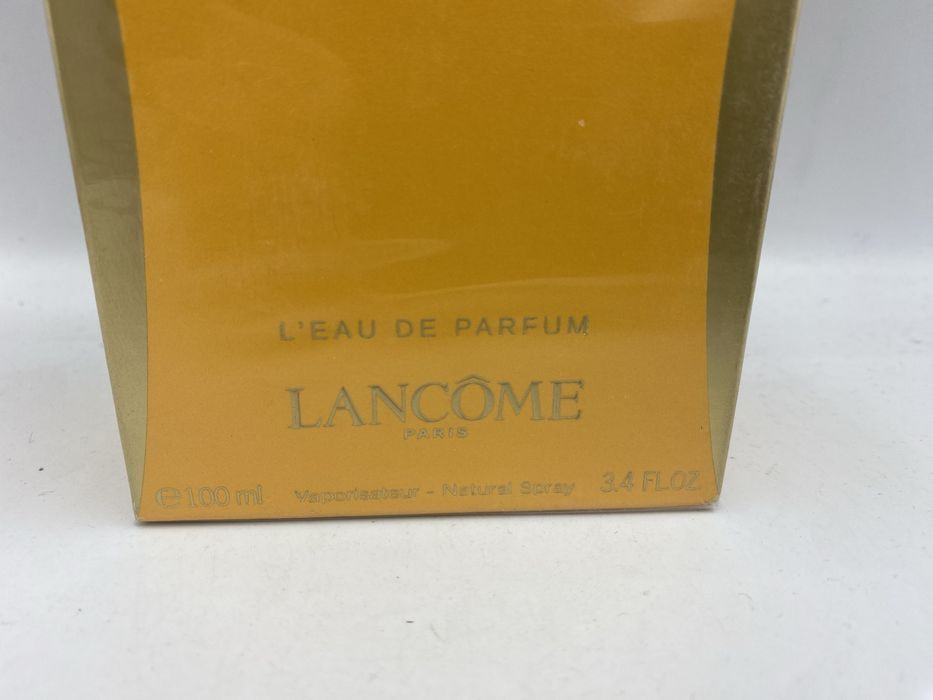 L'EAU DE PARFUM
LANCÔME
PARIS
℮100 ml Vaporisateur - Natural Spray 3.4 FL.OZ